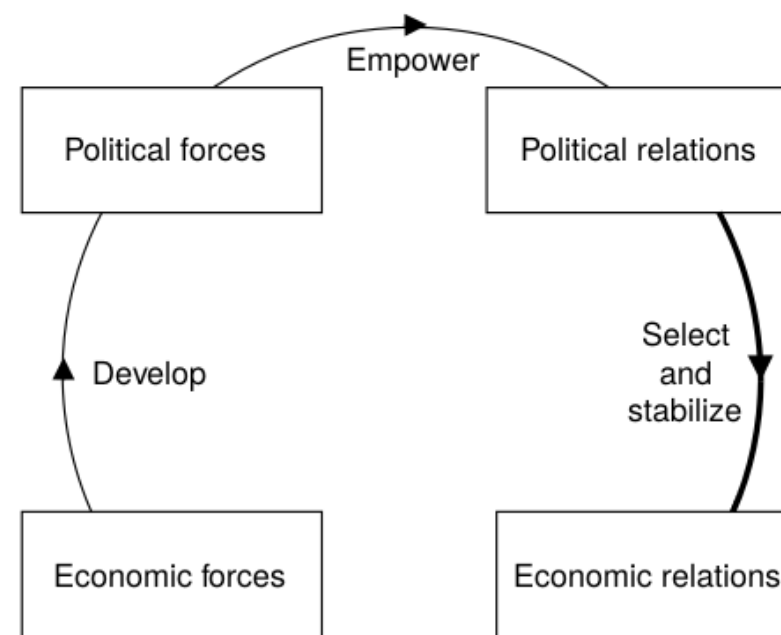 Empower
Political forces
Political relations
Develop
Select
and
stabilize
Economic forces
Economic relations